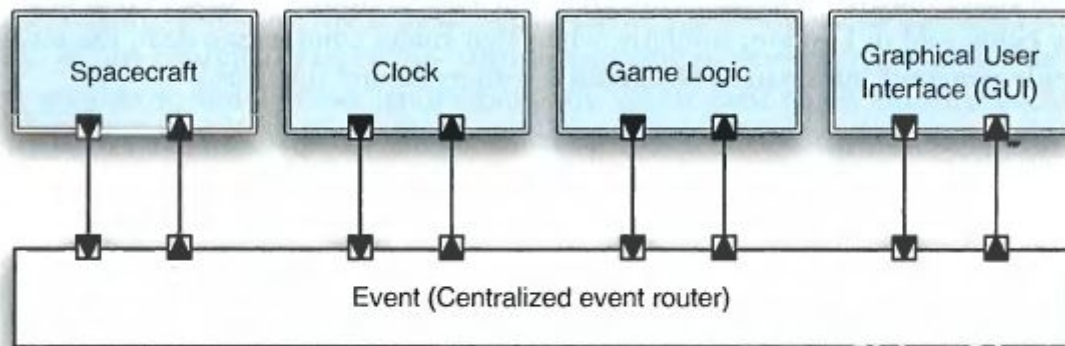 Spacecraft
Clock
Game Logic
Graphical User
Interface (GUI)
Event (Centralized event router)